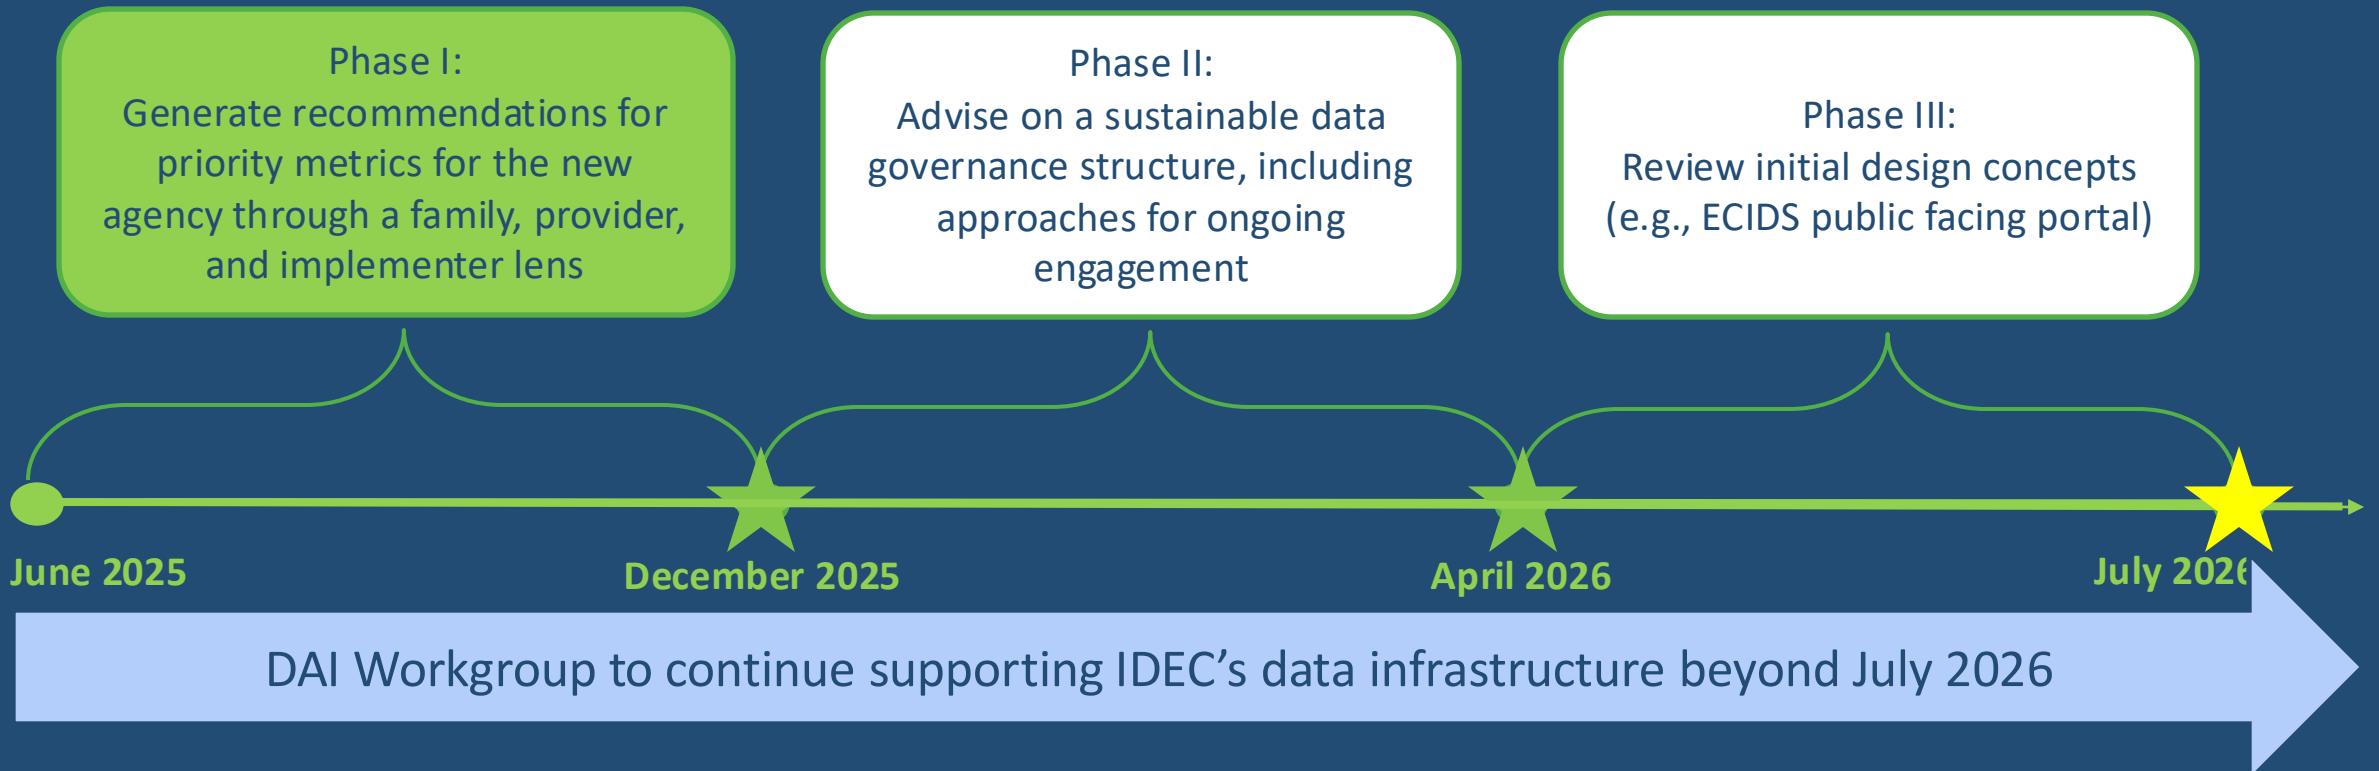 Phase I:
Generate recommendations for
priority metrics for the new
agency through a family, provider,
and implementer lens
Phase II:
Advise on a sustainable data
governance structure, including
approaches for ongoing
engagement
Phase III:
Review initial design concepts
(e.g., ECIDS public facing portal)
June 2025
December 2025
April 2026
July 2026
DAI Workgroup to continue supporting IDEC’s data infrastructure beyond July 2026